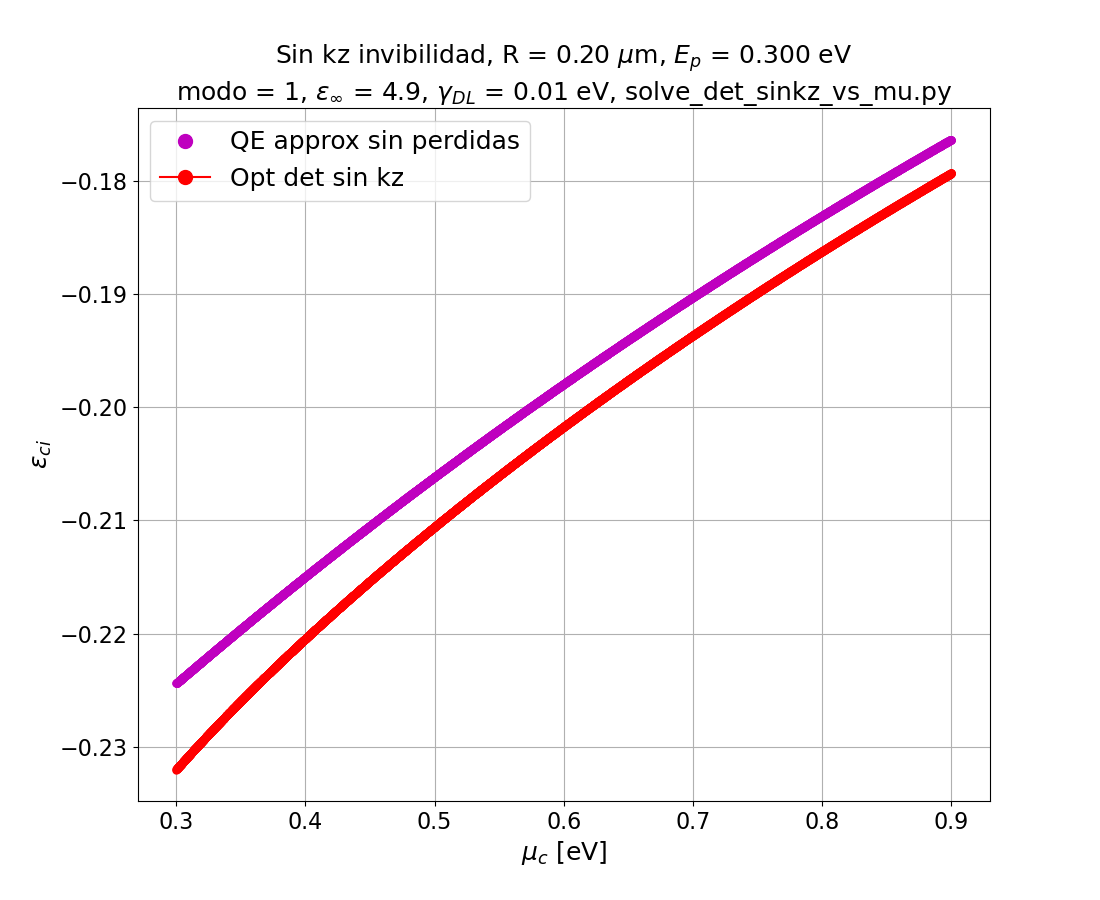 Sin kz invibilidad, R = 0.20 μm, E_p = 0.300 eV
modo = 1, ε_∞ = 4.9, γ_DL = 0.01 eV, solve_det_sinkz_vs_mu.py
QE approx sin perdidas
Opt det sin kz
−0.18
−0.19
−0.20
−0.21
−0.22
−0.23
ε_ci
0.3 0.4 0.5 0.6 0.7 0.8 0.9
μ_c [eV]